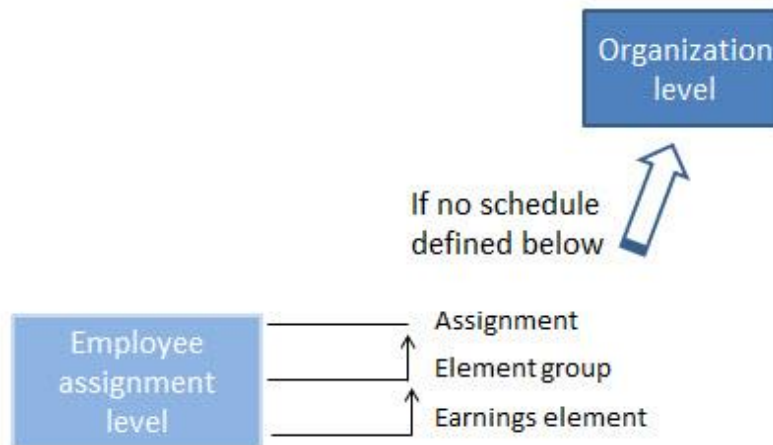 Organization
level
If no schedule
defined below
Employee
assignment
level
Assignment
Element group
Earnings element